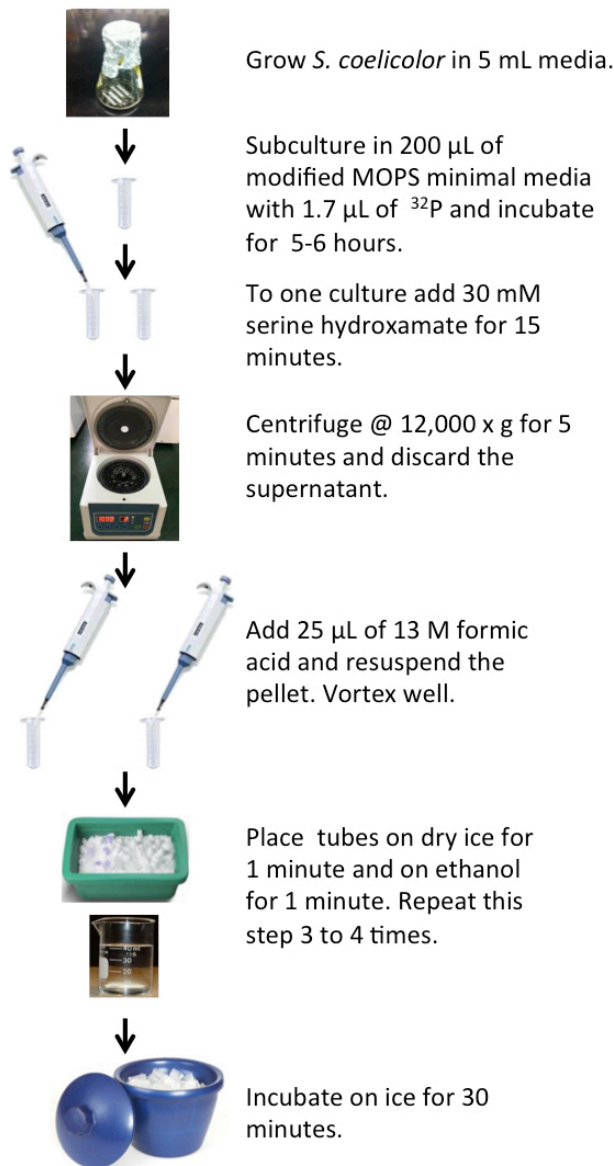 Grow S. coelicolor in 5 mL media.
Subculture in 200 µL of
modified MOPS minimal media
with 1.7 µL of ³²P and incubate
for 5-6 hours.
To one culture add 30 mM
serine hydroxamate for 15
minutes.
Centrifuge @ 12,000 x g for 5
minutes and discard the
supernatant.
Add 25 µL of 13 M formic
acid and resuspend the
pellet. Vortex well.
Place tubes on dry ice for
1 minute and on ethanol
for 1 minute. Repeat this
step 3 to 4 times.
30
20
Incubate on ice for 30
minutes.